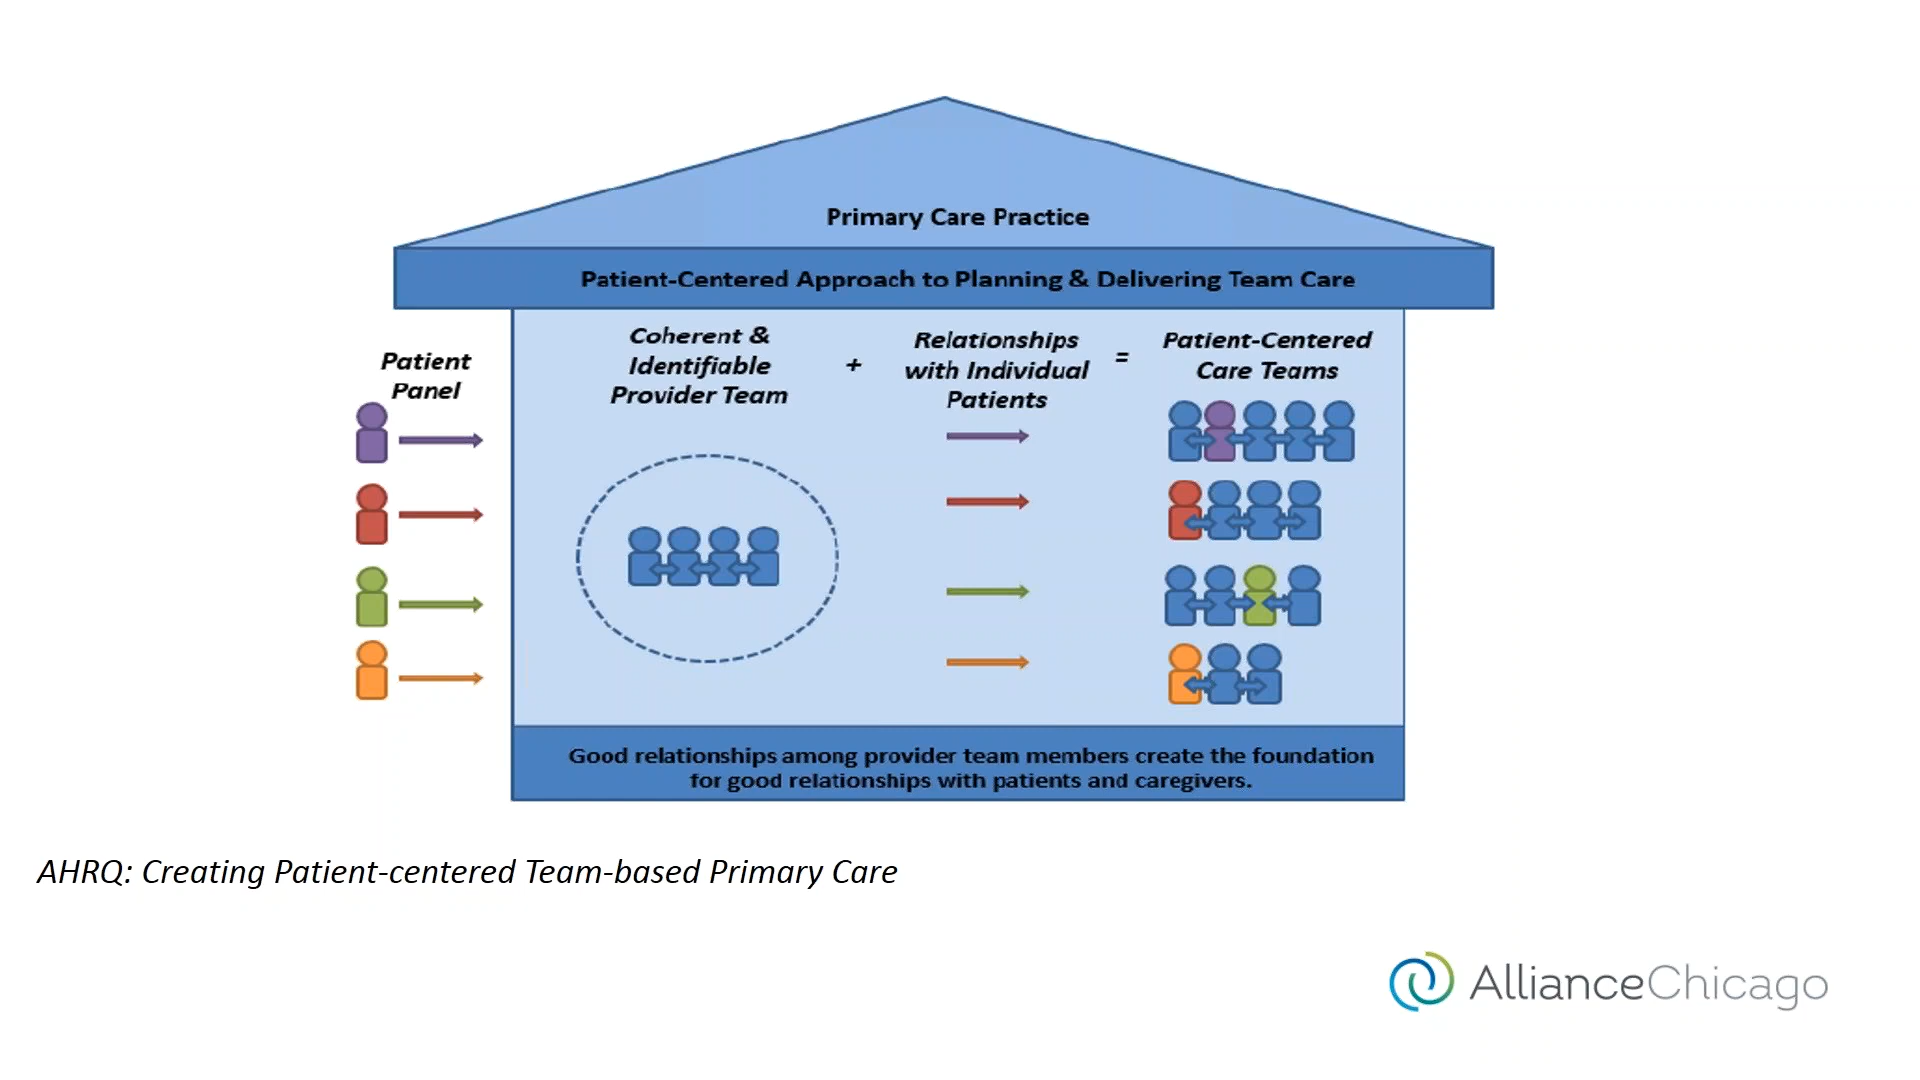 Primary Care Practice
Patient-Centered Approach to Planning & Delivering Team Care
Patient
Panel
Coherent &
Identifiable
Provider Team
+
Relationships
with Individual
Patients
=
Patient-Centered
Care Teams
Good relationships among provider team members create the foundation
for good relationships with patients and caregivers.
AHRQ: Creating Patient-centered Team-based Primary Care
AllianceChicago